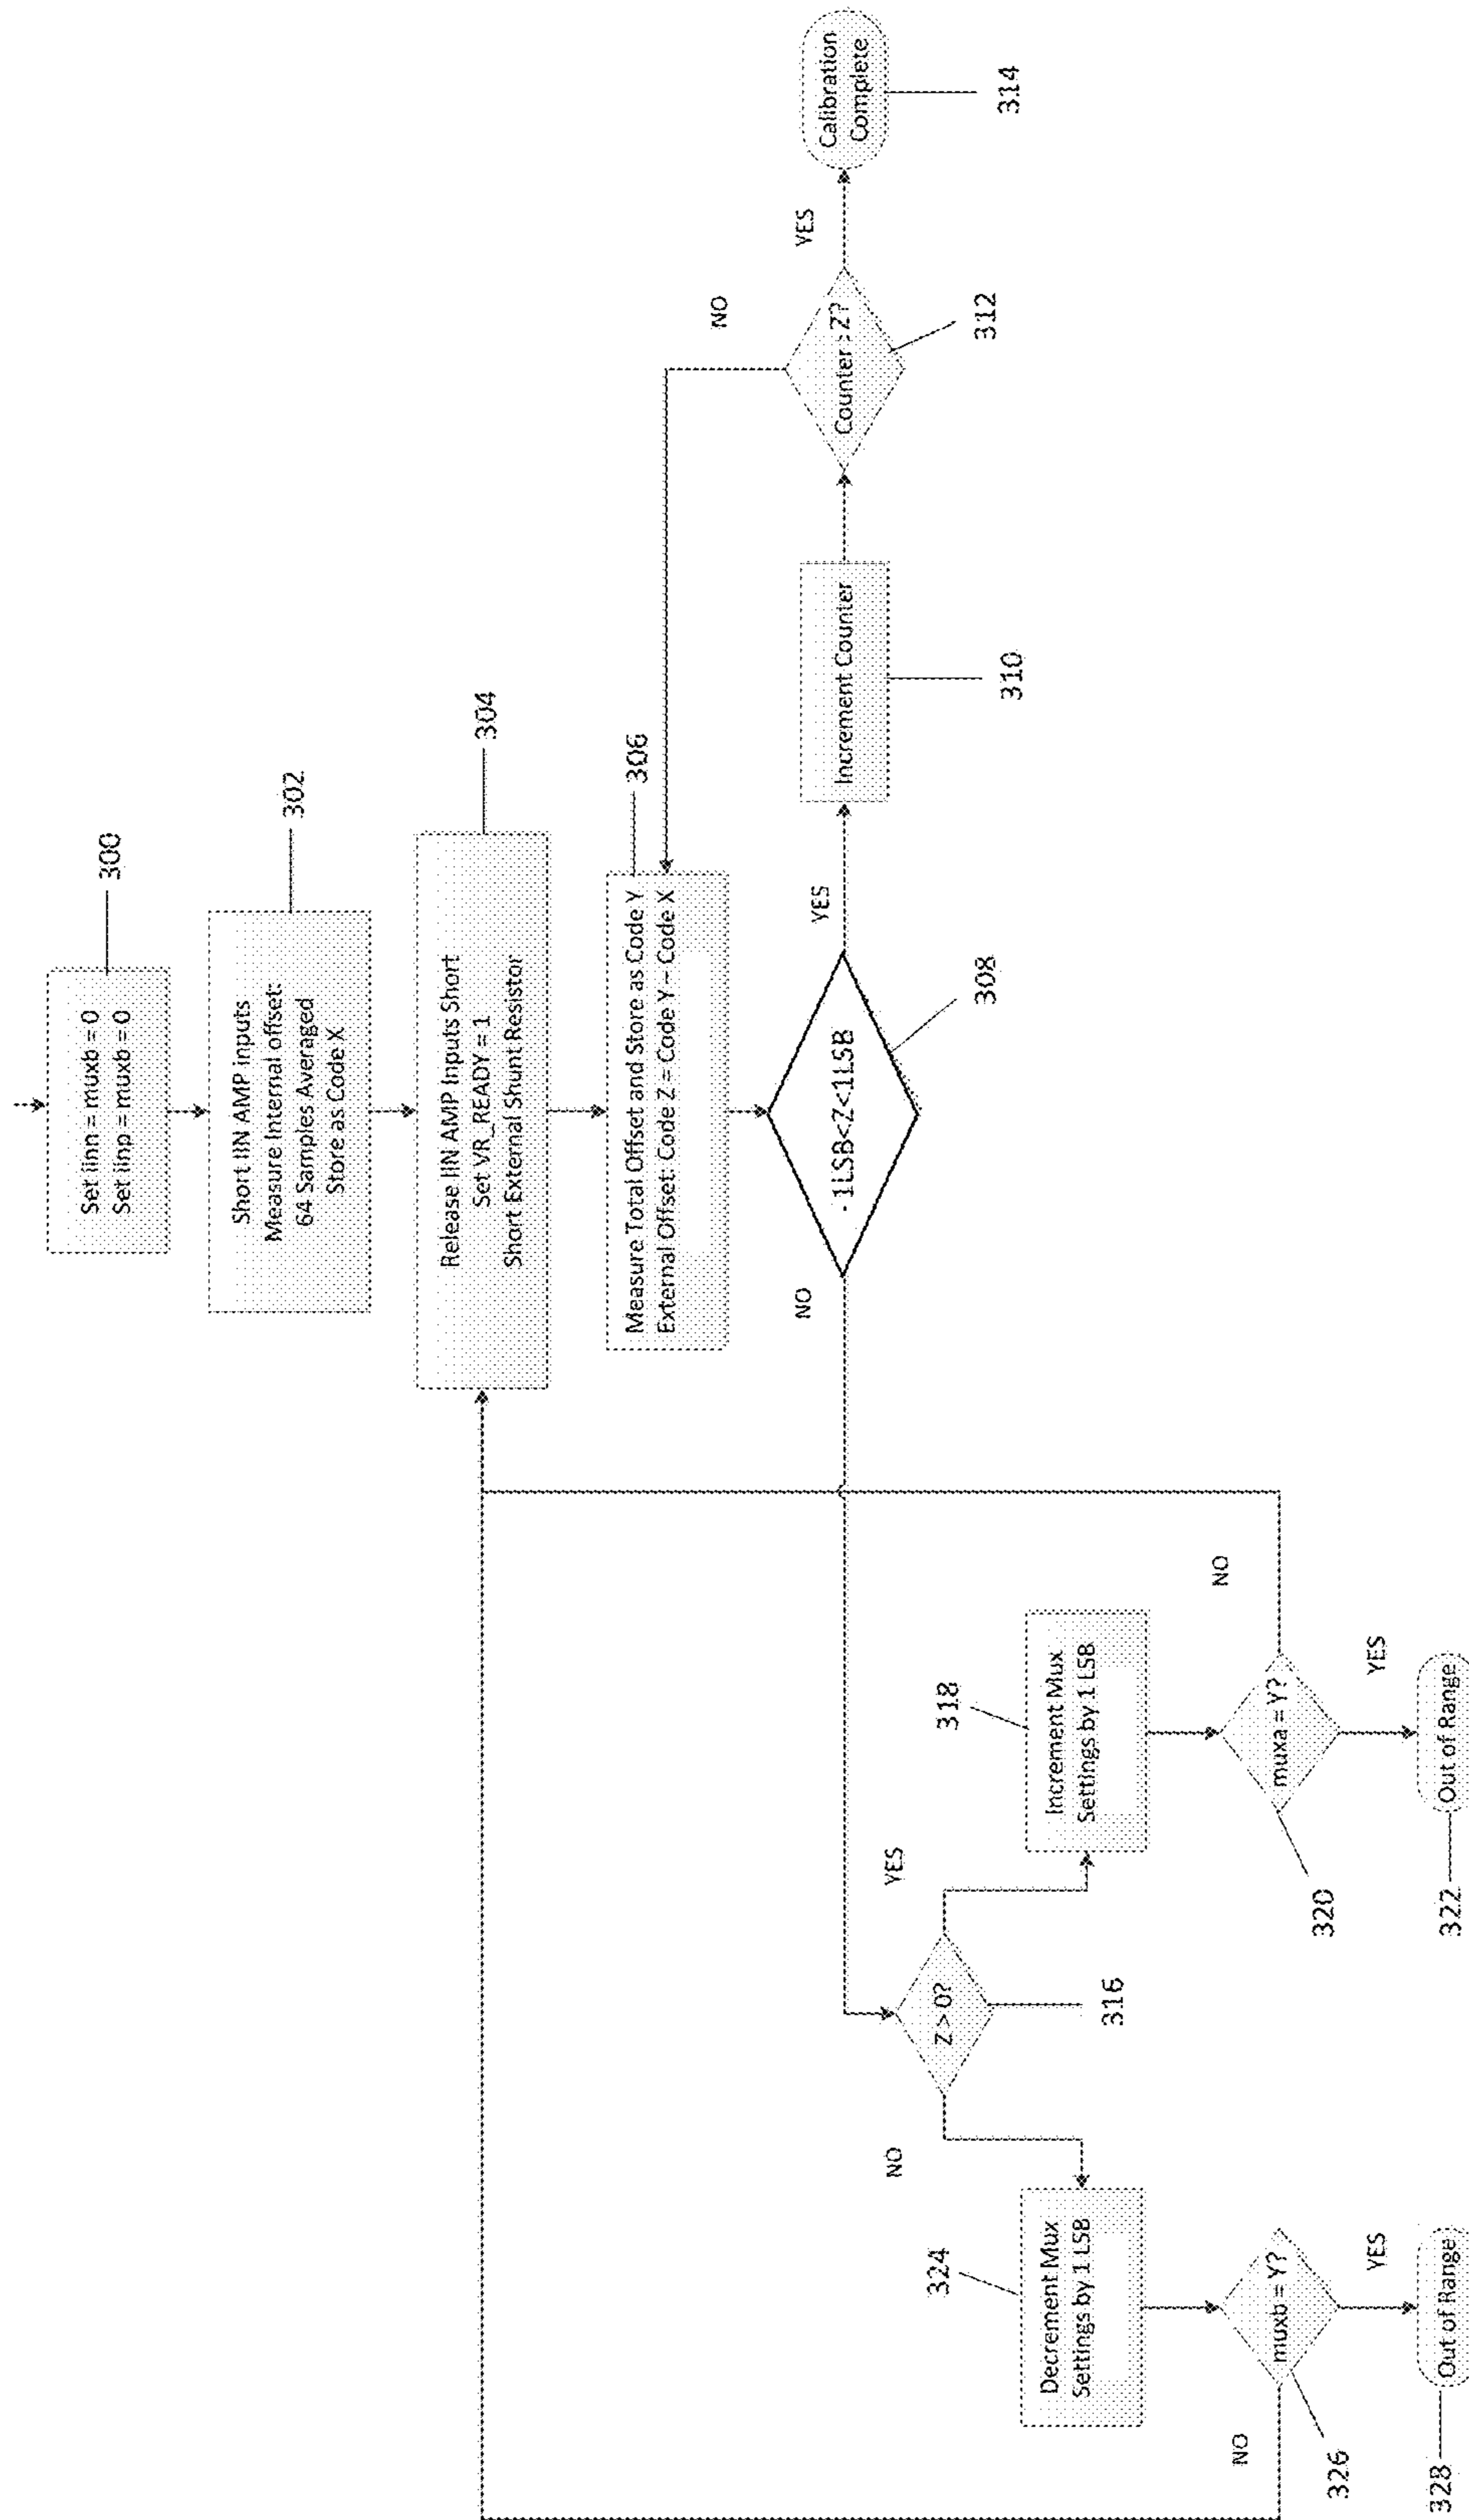 Set iinn = muxb = 0
Set iinp = muxb = 0
300
Short IIN AMP inputs
Measure Internal offset:
64 Samples Averaged
Store as Code X
302
Release IIN AMP Inputs Short
Set VR_READY = 1
Short External Shunt Resistor
304
Measure Total Offset and Store as Code Y
External Offset: Code Z = Code Y – Code X
306
- 1LSB<Z<1LSB
308
YES
NO
Increment Counter
310
Counter Z?
312
NO
YES
Calibration
Complete
314
Z > 0?
316
YES
NO
Increment Mux
Settings by 1 LSB
318
muxa = Y?
320
NO
YES
Out of Range
322
Decrement Mux
Settings by 1 LSB
324
muxb = Y?
326
NO
YES
Out of Range
328